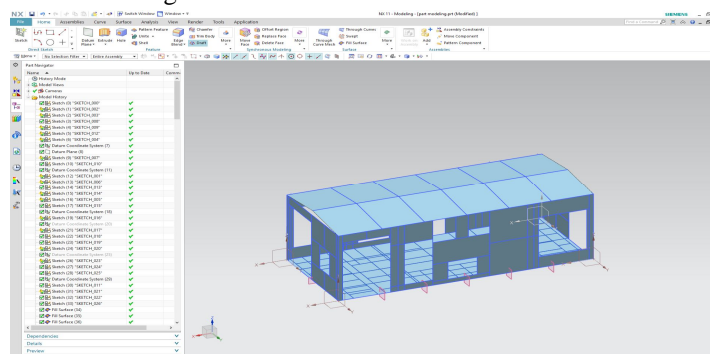 NX
Switch Window
Window
NX 11 - Modeling - [part modeling.prt (Modified) ]
SIEMENS
File
Home
Assemblies
Curve
Surface
Analysis
View
Render
Tools
Application
Sketch
Direct Sketch
Datum Plane
Extrude
Hole
Pattern Feature
Unite
Shell
Edge Blend
Chamfer
Trim Body
Draft
More
Feature
Move Face
Offset Region
Replace Face
Delete Face
More
Synchronous Modeling
Through Curve Mesh
Through Curves
Swept
Fill Surface
More
Surface
Add
Assembly Constraints
Move Component
Pattern Component
Assemblies
Menu
No Selection Filter
Entire Assembly
Part Navigator
Name
Up to Date
Comme
History Mode
Model Views
Cameras
Model History
Sketch (0) "SKETCH_000"
Sketch (1) "SKETCH_002"
Sketch (2) "SKETCH_003"
Sketch (3) "SKETCH_008"
Sketch (4) "SKETCH_009"
Sketch (5) "SKETCH_012"
Sketch (6) "SKETCH_004"
Datum Coordinate System (7)
Datum Plane (8)
Sketch (9) "SKETCH_007"
Sketch (10) "SKETCH_010"
Datum Coordinate System (11)
Sketch (12) "SKETCH_001"
Sketch (13) "SKETCH_006"
Sketch (14) "SKETCH_013"
Sketch (15) "SKETCH_014"
Sketch (16) "SKETCH_005"
Sketch (17) "SKETCH_015"
Datum Coordinate System (18)
Sketch (19) "SKETCH_016"
Sketch (21) "SKETCH_017"
Sketch (22) "SKETCH_018"
Sketch (23) "SKETCH_019"
Sketch (24) "SKETCH_020"
Sketch (26) "SKETCH_023"
Sketch (27) "SKETCH_024"
Sketch (28) "SKETCH_025"
Datum Coordinate System (29)
Sketch (30) "SKETCH_011"
Sketch (31) "SKETCH_021"
Sketch (32) "SKETCH_022"
Sketch (33) "SKETCH_026"
Fill Surface (34)
Fill Surface (35)
Fill Surface (36)
Dependencies
Details
Preview